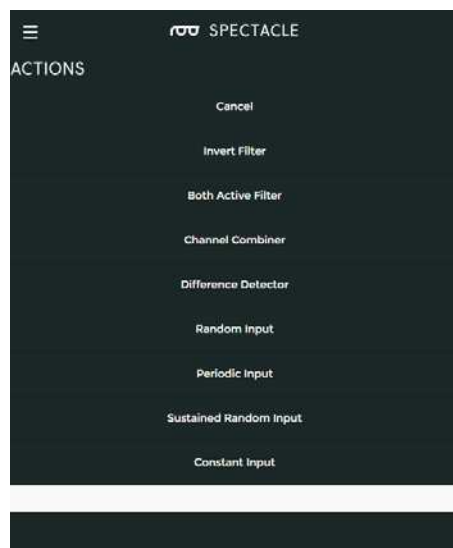 SPECTACLE
ACTIONS
Cancel
Invert Filter
Both Active Filter
Channel Combiner
Difference Detector
Random Input
Periodic Input
Sustained Random Input
Constant Input